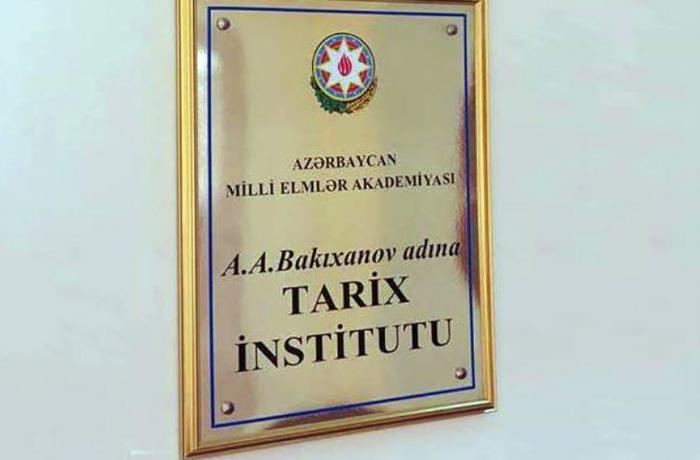 AZƏRBAYCAN
MİLLİ ELMLƏR AKADEMİYASI
A.A.Bakıxanov adına
TARİX
İNSTİTUTU